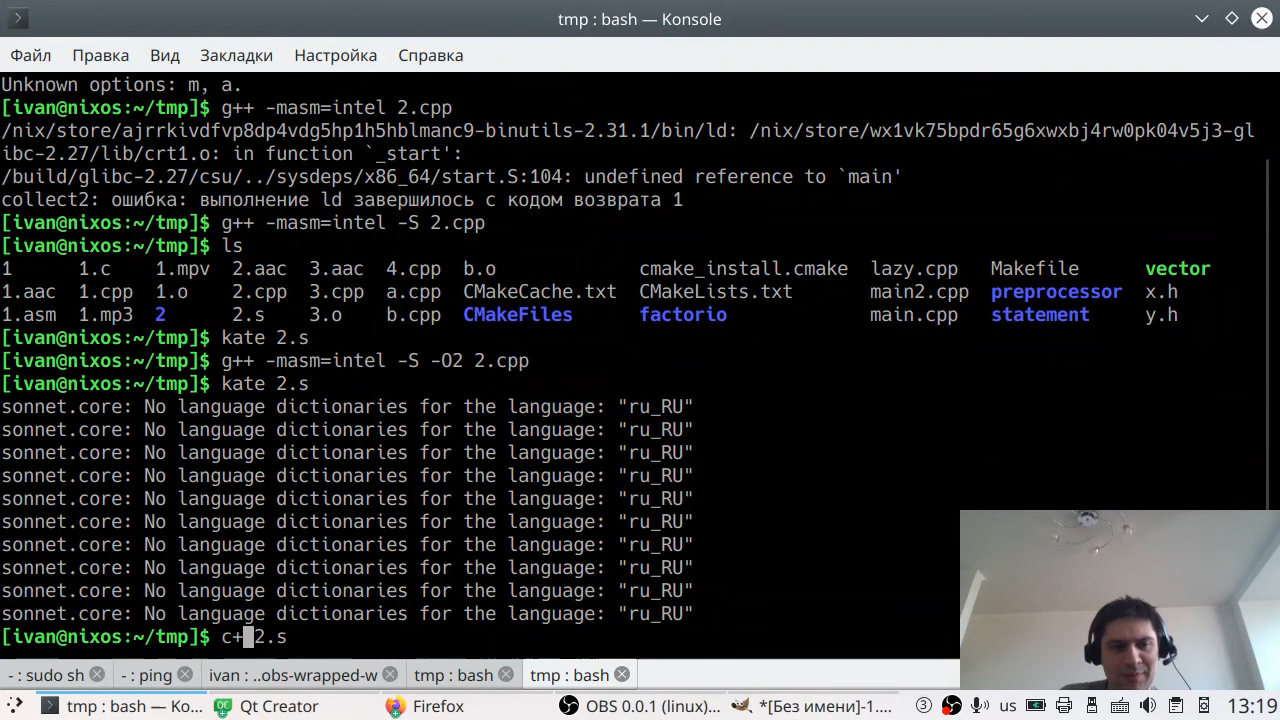 tmp : bash — Konsole
Файл Правка Вид Закладки Настройка Справка
Unknown options: m, a.
[ivan@nixos:~/tmp]$ g++ -masm=intel 2.cpp
/nix/store/ajrrkivdfvp8dp4vdg5hp1h5hblmanc9-binutils-2.31.1/bin/ld: /nix/store/wx1vk75bpdr65g6xwxbj4rw0pk04v5j3-gl
ibc-2.27/lib/crt1.o: in function `_start':
/build/glibc-2.27/csu/../sysdeps/x86_64/start.S:104: undefined reference to `main'
collect2: ошибка: выполнение ld завершилось с кодом возврата 1
[ivan@nixos:~/tmp]$ g++ -masm=intel -S 2.cpp
[ivan@nixos:~/tmp]$ ls
1 1.c 1.mpv 2.aac 3.aac 4.cpp b.o cmake_install.cmake lazy.cpp Makefile vector
1.aac 1.cpp 1.o 2.cpp 3.cpp a.cpp CMakeCache.txt CMakeLists.txt main2.cpp preprocessor x.h
1.asm 1.mp3 2 2.s 3.o b.cpp CMakeFiles factorio main.cpp statement y.h
[ivan@nixos:~/tmp]$ kate 2.s
[ivan@nixos:~/tmp]$ g++ -masm=intel -S -O2 2.cpp
[ivan@nixos:~/tmp]$ kate 2.s
sonnet.core: No language dictionaries for the language: "ru_RU"
sonnet.core: No language dictionaries for the language: "ru_RU"
sonnet.core: No language dictionaries for the language: "ru_RU"
sonnet.core: No language dictionaries for the language: "ru_RU"
sonnet.core: No language dictionaries for the language: "ru_RU"
sonnet.core: No language dictionaries for the language: "ru_RU"
sonnet.core: No language dictionaries for the language: "ru_RU"
sonnet.core: No language dictionaries for the language: "ru_RU"
sonnet.core: No language dictionaries for the language: "ru_RU"
sonnet.core: No language dictionaries for the language: "ru_RU"
[ivan@nixos:~/tmp]$ c+ 2.s
- : sudo sh - : ping ivan : ..obs-wrapped-w tmp : bash tmp : bash
tmp : bash — Ko... QC Qt Creator Firefox OBS 0.0.1 (linux)... *[Без имени]-1.... 3 us 13:19